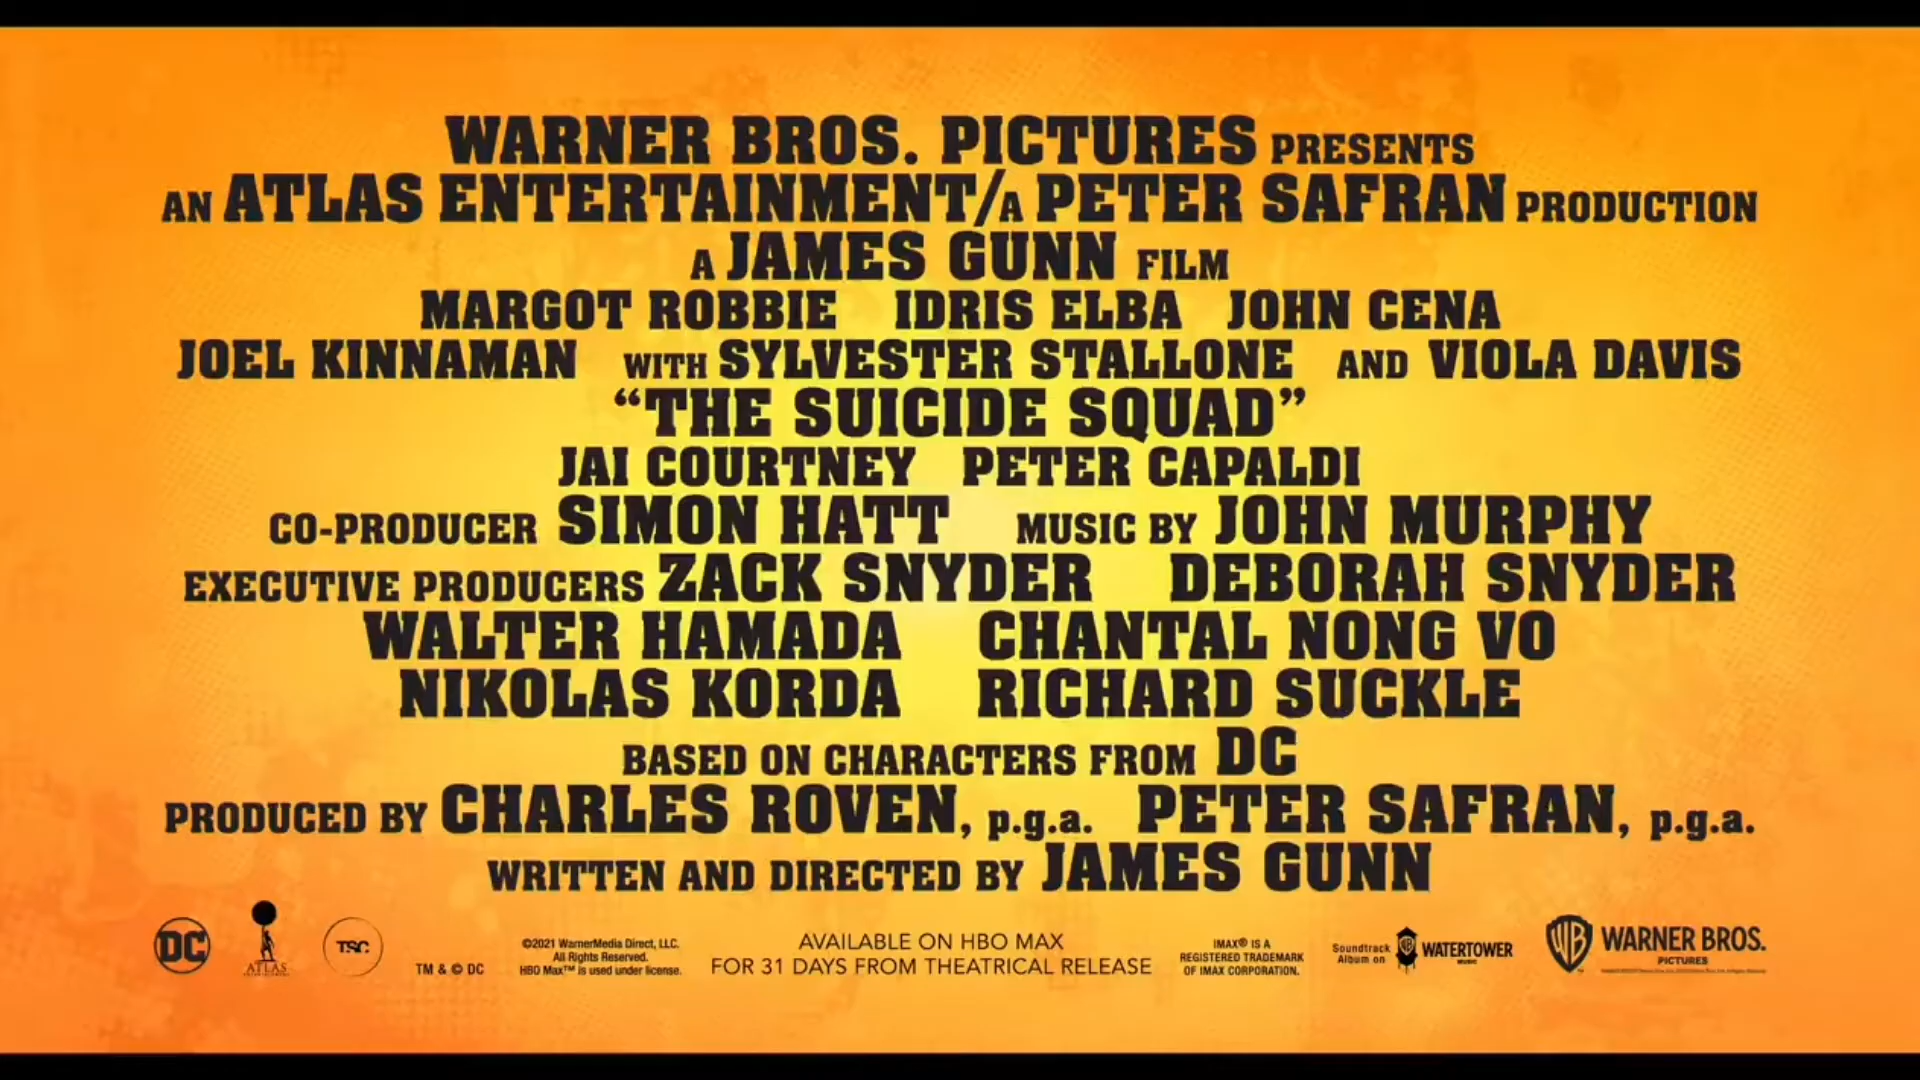 WARNER BROS. PICTURES PRESENTS
AN ATLAS ENTERTAINMENT/A PETER SAFRAN PRODUCTION
A JAMES GUNN FILM
MARGOT ROBBIE IDRIS ELBA JOHN CENA
JOEL KINNAMAN WITH SYLVESTER STALLONE AND VIOLA DAVIS
“THE SUICIDE SQUAD”
JAI COURTNEY PETER CAPALDI
CO-PRODUCER SIMON HATT MUSIC BY JOHN MURPHY
EXECUTIVE PRODUCERS ZACK SNYDER DEBORAH SNYDER
WALTER HAMADA CHANTAL NONG VO
NIKOLAS KORDA RICHARD SUCKLE
BASED ON CHARACTERS FROM DC
PRODUCED BY CHARLES ROVEN, p.g.a. PETER SAFRAN, p.g.a.
WRITTEN AND DIRECTED BY JAMES GUNN
DC
ATLAS
TSC
TM & © DC
©2021 WarnerMedia Direct, LLC.
All Rights Reserved.
HBO Max™ is used under license.
AVAILABLE ON HBO MAX
FOR 31 DAYS FROM THEATRICAL RELEASE
IMAX® IS A
REGISTERED TRADEMARK
OF IMAX CORPORATION.
Soundtrack
Album on
WATERTOWER
MUSIC
WB
WARNER BROS.
PICTURES